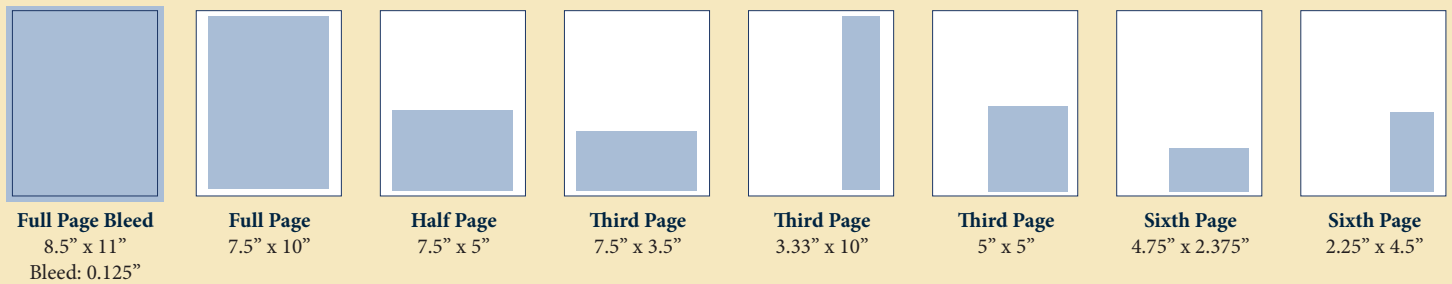 Full Page Bleed
8.5” x 11”
Bleed: 0.125”
Full Page
7.5” x 10”
Half Page
7.5” x 5”
Third Page
7.5” x 3.5”
Third Page
3.33” x 10”
Third Page
5” x 5”
Sixth Page
4.75” x 2.375”
Sixth Page
2.25” x 4.5”